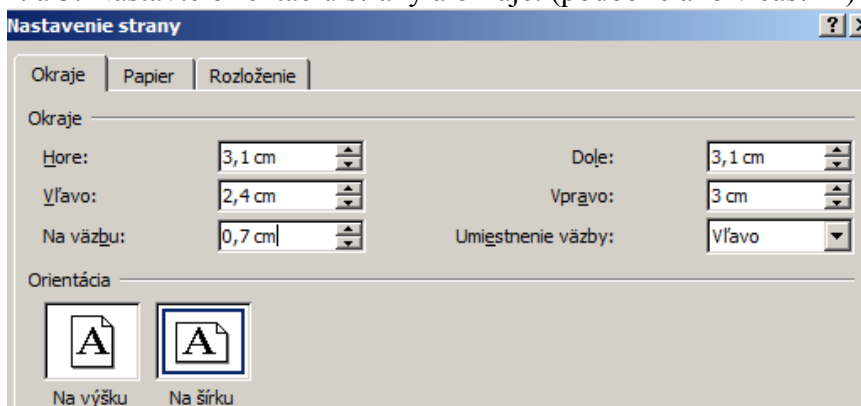 Nastavenie strany
Okraje Papier Rozloženie
Okraje
Hore: 3,1 cm Dole: 3,1 cm
Vľavo: 2,4 cm Vpravo: 3 cm
Na väzbu: 0,7 cm Umiestnenie väzby: Vľavo
Orientácia
A A
Na výšku Na šírku